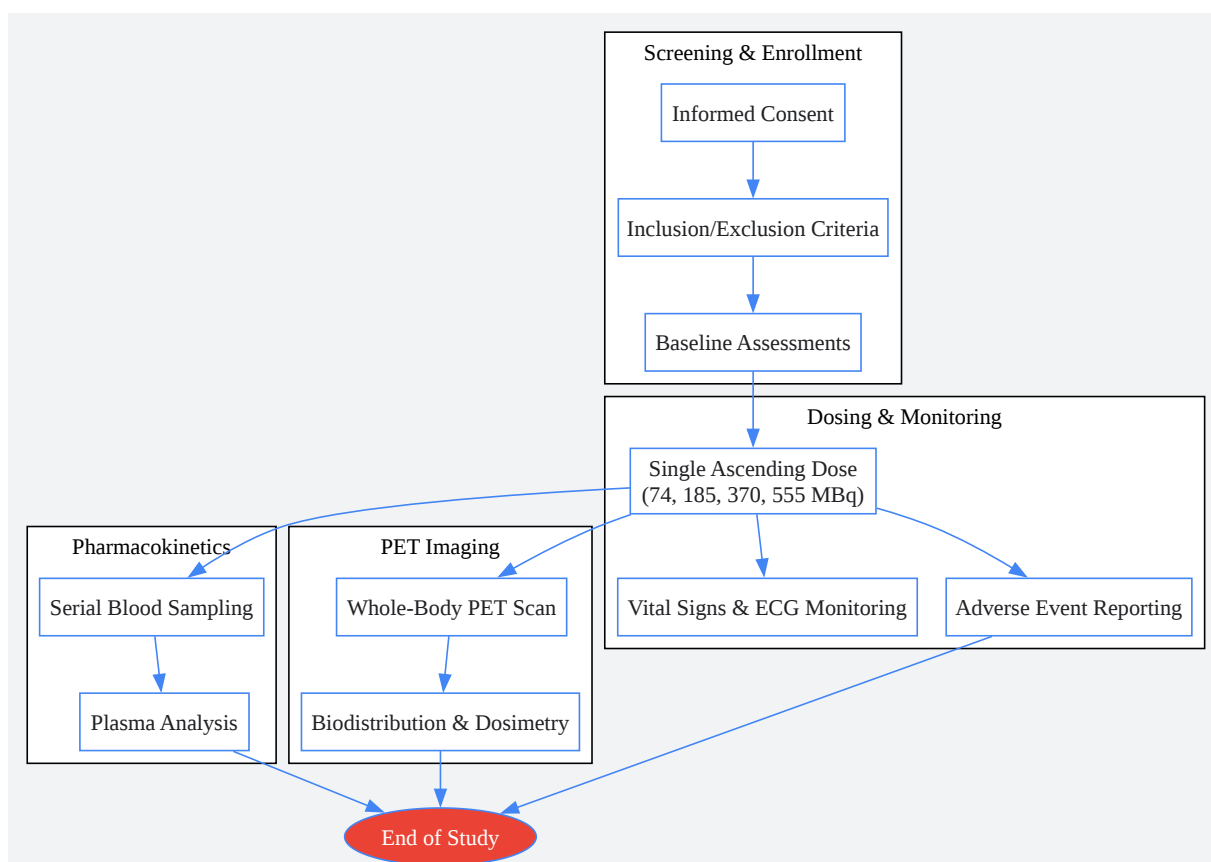 Screening & Enrollment
Informed Consent
Inclusion/Exclusion Criteria
Baseline Assessments
Dosing & Monitoring
Single Ascending Dose
(74, 185, 370, 555 MBq)
Pharmacokinetics
PET Imaging
Serial Blood Sampling
Whole-Body PET Scan
Vital Signs & ECG Monitoring
Adverse Event Reporting
Plasma Analysis
Biodistribution & Dosimetry
End of Study